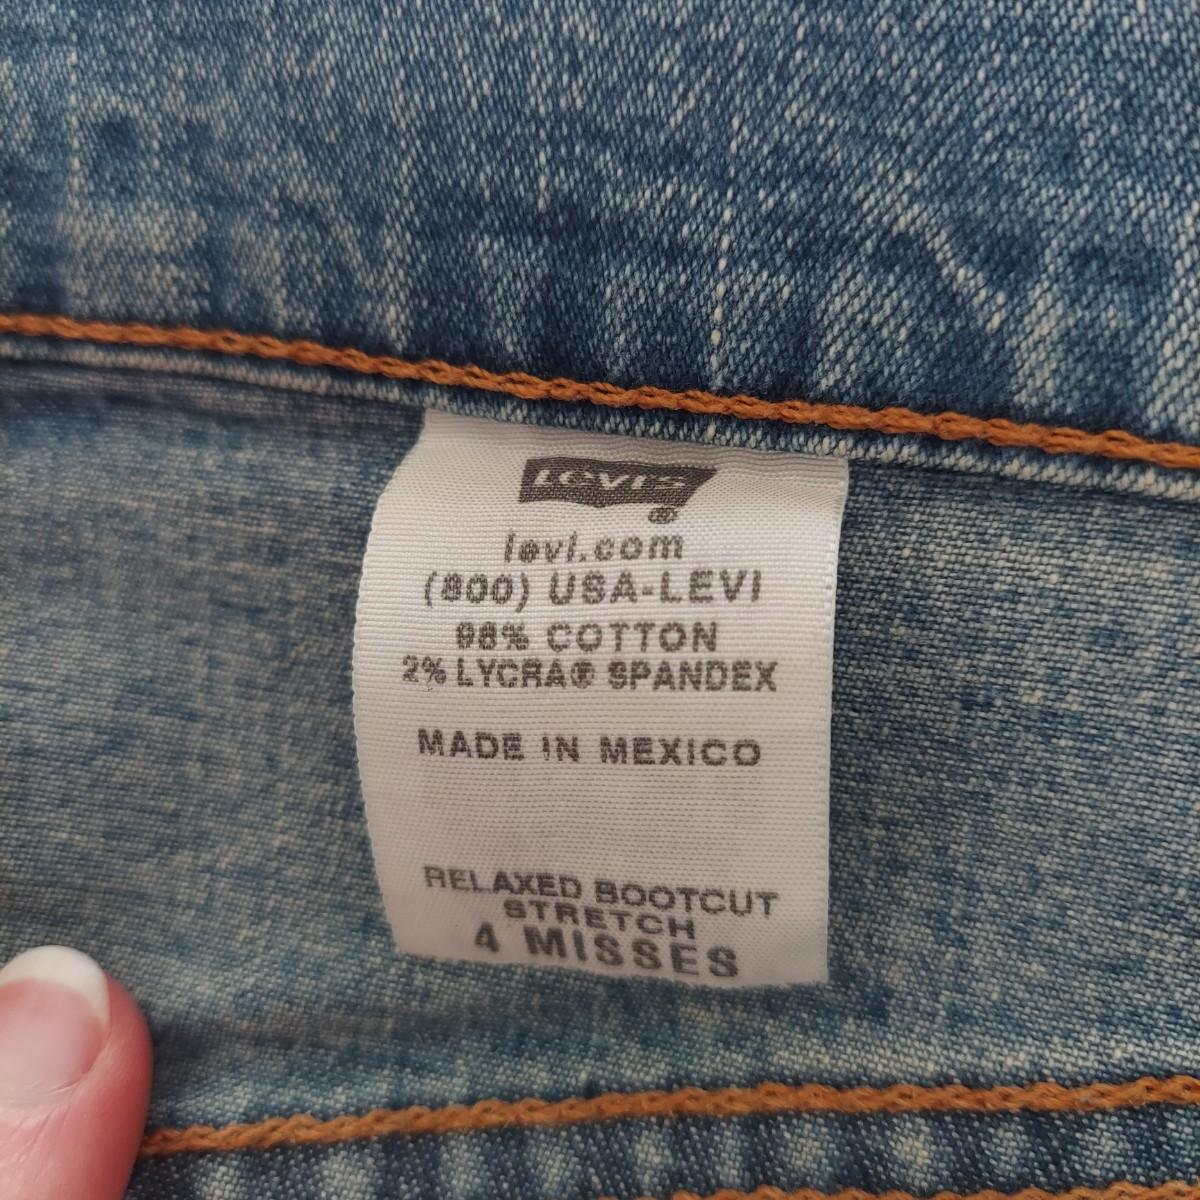 LEVI'S
®
levi.com
(800) USA-LEVI
98% COTTON
2% LYCRA® SPANDEX
MADE IN MEXICO
RELAXED BOOTCUT
STRETCH
4 MISSES